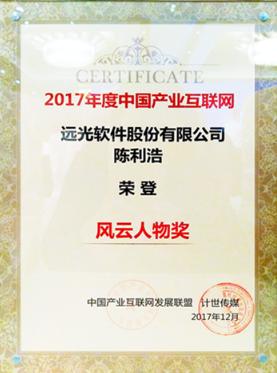 CERTIFICATE
2017年度中国产业互联网
远光软件股份有限公司
陈利浩
荣登
风云人物奖
中国产业互联网发展联盟 计世传媒
2017年12月